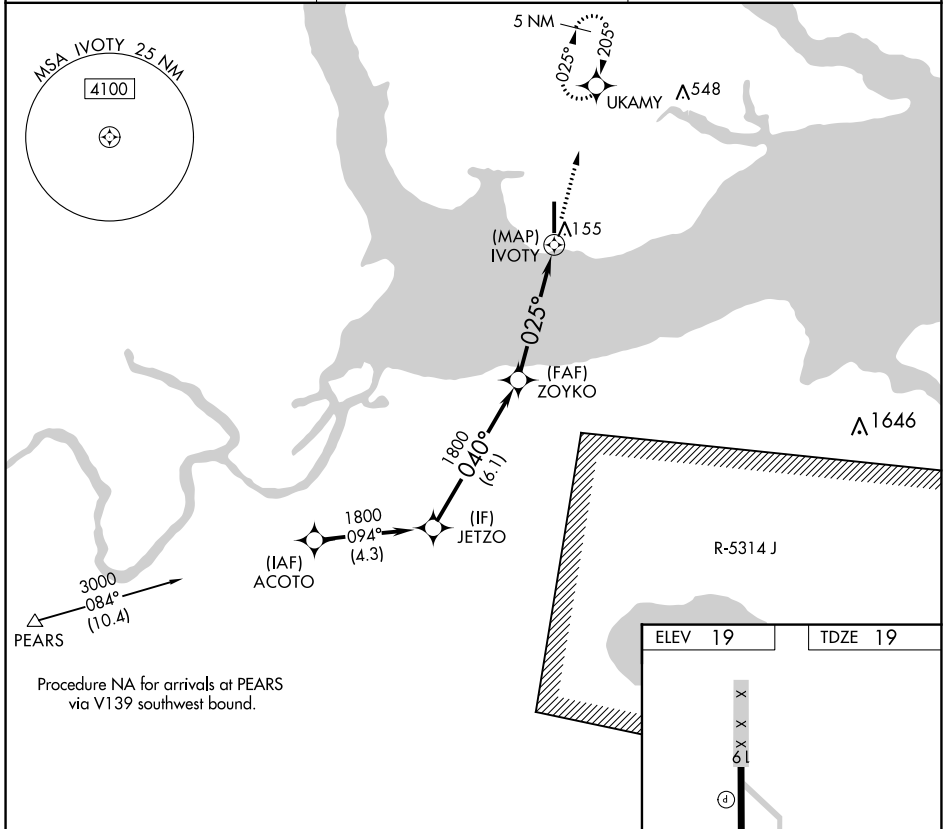 MSA IVOTY 25 NM
4100
5 NM
025°
205°
UKAMY
548
(MAP)
IVOTY
155
025°
(FAF)
ZOYKO
1646
1800
040°
(6.1)
(IF)
JETZO
1800
094°
(4.3)
(IAF)
ACOTO
R-5314 J
3000
084°
(10.4)
PEARS
Procedure NA for arrivals at PEARS
via V139 southwest bound.
ELEV 19
TDZE 19
X
X
X
19
P